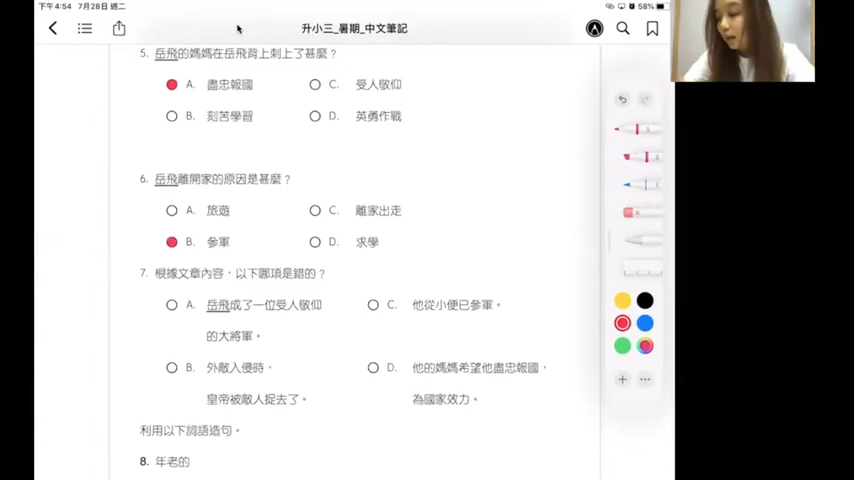 下午4:54 7月28日 週二
58%
升小三_暑期_中文筆記
5. 岳飛的媽媽在岳飛背上刺上了甚麼？
A. 盡忠報國 C. 受人敬仰
B. 刻苦學習 D. 英勇作戰
6. 岳飛離開家的原因是甚麼？
A. 旅遊 C. 離家出走
B. 參軍 D. 求學
7. 根據文章內容，以下哪項是錯的？
A. 岳飛成了一位受人敬仰 C. 他從小便已參軍。
的大將軍。
B. 外敵入侵時， D. 他的媽媽希望他盡忠報國，
皇帝被敵人捉去了。 為國家效力。
利用以下詞語造句。
8. 年老的